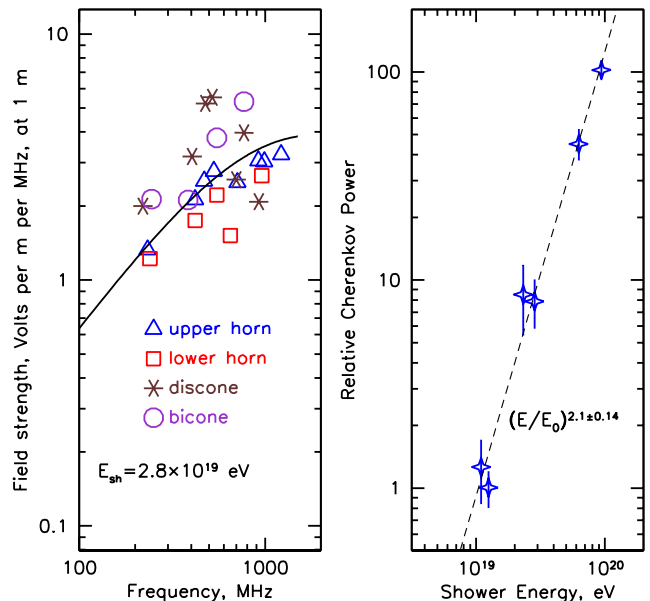 Field strength, Volts per m per MHz, at 1 m
10
1
0.1
upper horn
lower horn
discone
bicone
E_sh=2.8×10^19 eV
100
1000
Frequency, MHz
Relative Cherenkov Power
100
10
1
(E/E_0)^2.1±0.14
10^19
10^20
Shower Energy, eV